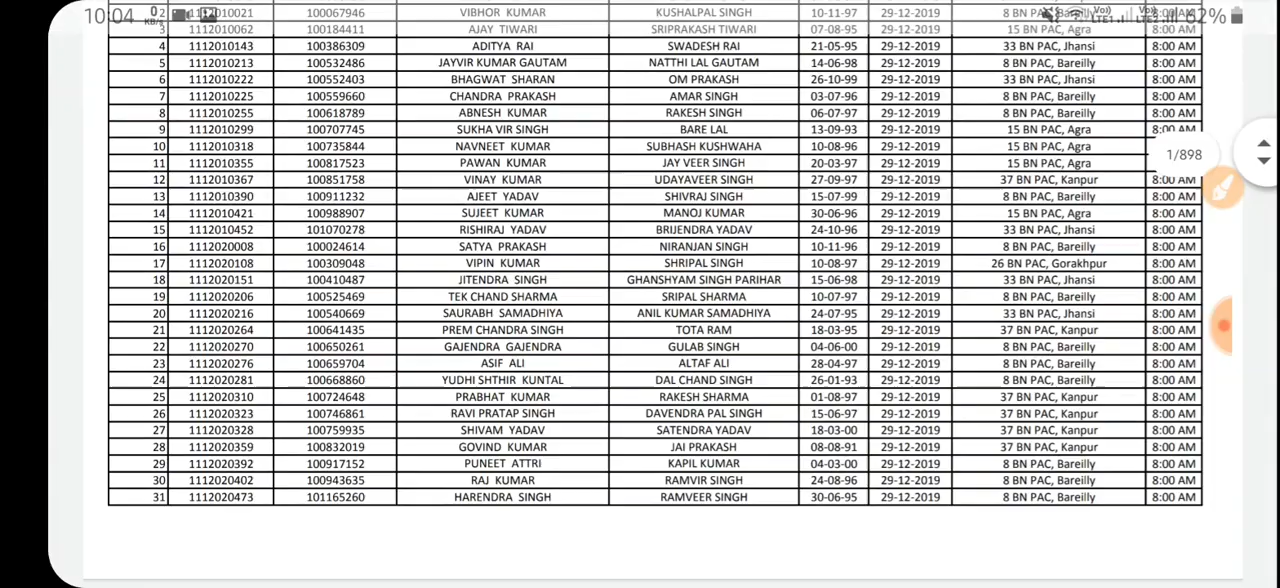 10:04 0 KB/s Vo) LTE1 Vo) LTE2 62%
2 1112010021 100067946 VIBHOR KUMAR KUSHALPAL SINGH 10-11-97 29-12-2019 8 BN PAC, Bareilly 8:00 AM
3 1112010062 100184411 AJAY TIWARI SRIPRAKASH TIWARI 07-08-95 29-12-2019 15 BN PAC, Agra 8:00 AM
4 1112010143 100386309 ADITYA RAI SWADESH RAI 21-05-95 29-12-2019 33 BN PAC, Jhansi 8:00 AM
5 1112010213 100532486 JAYVIR KUMAR GAUTAM NATTHI LAL GAUTAM 14-06-98 29-12-2019 8 BN PAC, Bareilly 8:00 AM
6 1112010222 100552403 BHAGWAT SHARAN OM PRAKASH 26-10-99 29-12-2019 33 BN PAC, Jhansi 8:00 AM
7 1112010225 100559660 CHANDRA PRAKASH AMAR SINGH 03-07-96 29-12-2019 8 BN PAC, Bareilly 8:00 AM
8 1112010255 100618789 ABNESH KUMAR RAKESH SINGH 06-07-97 29-12-2019 8 BN PAC, Bareilly 8:00 AM
9 1112010299 100707745 SUKHA VIR SINGH BARE LAL 13-09-93 29-12-2019 15 BN PAC, Agra 8:00 AM
10 1112010318 100735844 NAVNEET KUMAR SUBHASH KUSHWAHA 10-08-96 29-12-2019 15 BN PAC, Agra
1/898
11 1112010355 100817523 PAWAN KUMAR JAY VEER SINGH 20-03-97 29-12-2019 15 BN PAC, Agra
12 1112010367 100851758 VINAY KUMAR UDAYAVEER SINGH 27-09-97 29-12-2019 37 BN PAC, Kanpur 8:00 AM
13 1112010390 100911232 AJEET YADAV SHIVRAJ SINGH 15-07-99 29-12-2019 8 BN PAC, Bareilly 8:00 AM
14 1112010421 100988907 SUJEET KUMAR MANOJ KUMAR 30-06-96 29-12-2019 15 BN PAC, Agra 8:00 AM
15 1112010452 101070278 RISHIRAJ YADAV BRIJENDRA YADAV 24-10-96 29-12-2019 33 BN PAC, Jhansi 8:00 AM
16 1112020008 100024614 SATYA PRAKASH NIRANJAN SINGH 10-11-96 29-12-2019 8 BN PAC, Bareilly 8:00 AM
17 1112020108 100309048 VIPIN KUMAR SHRIPAL SINGH 10-08-97 29-12-2019 26 BN PAC, Gorakhpur 8:00 AM
18 1112020151 100410487 JITENDRA SINGH GHANSHYAM SINGH PARIHAR 15-06-98 29-12-2019 33 BN PAC, Jhansi 8:00 AM
19 1112020206 100525469 TEK CHAND SHARMA SRIPAL SHARMA 10-07-97 29-12-2019 8 BN PAC, Bareilly 8:00 AM
20 1112020216 100540669 SAURABH SAMADHIYA ANIL KUMAR SAMADHIYA 24-07-95 29-12-2019 33 BN PAC, Jhansi 8:00 AM
21 1112020264 100641435 PREM CHANDRA SINGH TOTA RAM 18-03-95 29-12-2019 37 BN PAC, Kanpur 8:00 AM
22 1112020270 100650261 GAJENDRA GAJENDRA GULAB SINGH 04-06-00 29-12-2019 8 BN PAC, Bareilly 8:00 AM
23 1112020276 100659704 ASIF ALI ALTAF ALI 28-04-97 29-12-2019 8 BN PAC, Bareilly 8:00 AM
24 1112020281 100668860 YUDHI SHTHIR KUNTAL DAL CHAND SINGH 26-01-93 29-12-2019 8 BN PAC, Bareilly 8:00 AM
25 1112020310 100724648 PRABHAT KUMAR RAKESH SHARMA 01-08-97 29-12-2019 37 BN PAC, Kanpur 8:00 AM
26 1112020323 100746861 RAVI PRATAP SINGH DAVENDRA PAL SINGH 15-06-97 29-12-2019 37 BN PAC, Kanpur 8:00 AM
27 1112020328 100759935 SHIVAM YADAV SATENDRA YADAV 18-03-00 29-12-2019 37 BN PAC, Kanpur 8:00 AM
28 1112020359 100832019 GOVIND KUMAR JAI PRAKASH 08-08-91 29-12-2019 37 BN PAC, Kanpur 8:00 AM
29 1112020392 100917152 PUNEET ATTRI KAPIL KUMAR 04-03-00 29-12-2019 8 BN PAC, Bareilly 8:00 AM
30 1112020402 100943635 RAJ KUMAR RAMVIR SINGH 24-08-96 29-12-2019 8 BN PAC, Bareilly 8:00 AM
31 1112020473 101165260 HARENDRA SINGH RAMVEER SINGH 30-06-95 29-12-2019 8 BN PAC, Bareilly 8:00 AM